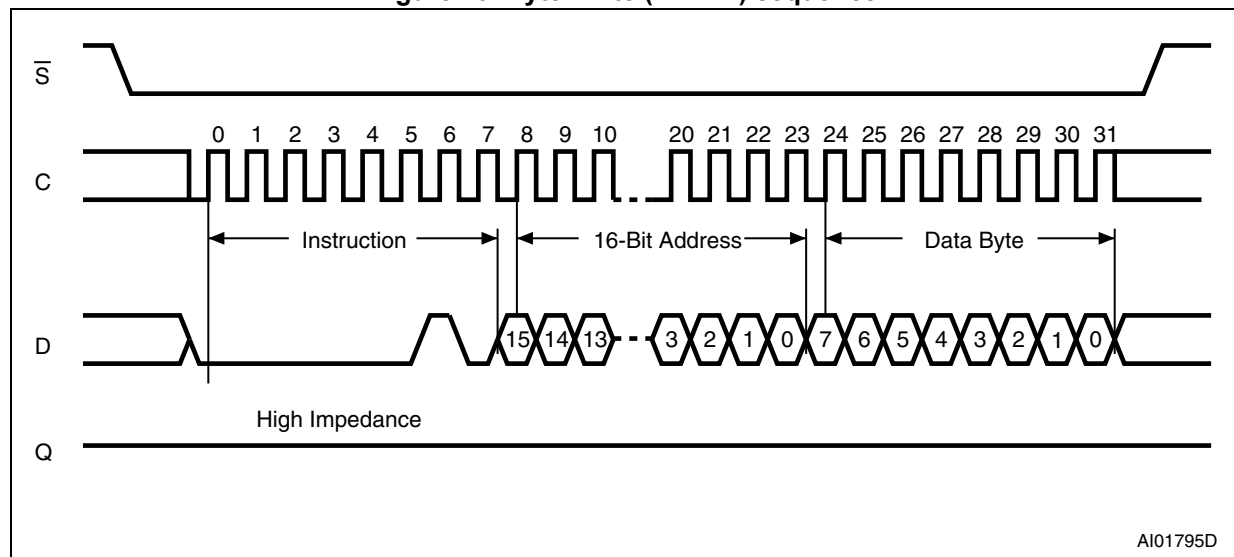 S
0 1 2 3 4 5 6 7 8 9 10 20 21 22 23 24 25 26 27 28 29 30 31
C
Instruction 16-Bit Address Data Byte
D 15 14 13 3 2 1 0 7 6 5 4 3 2 1 0
High Impedance
Q
AI01795D